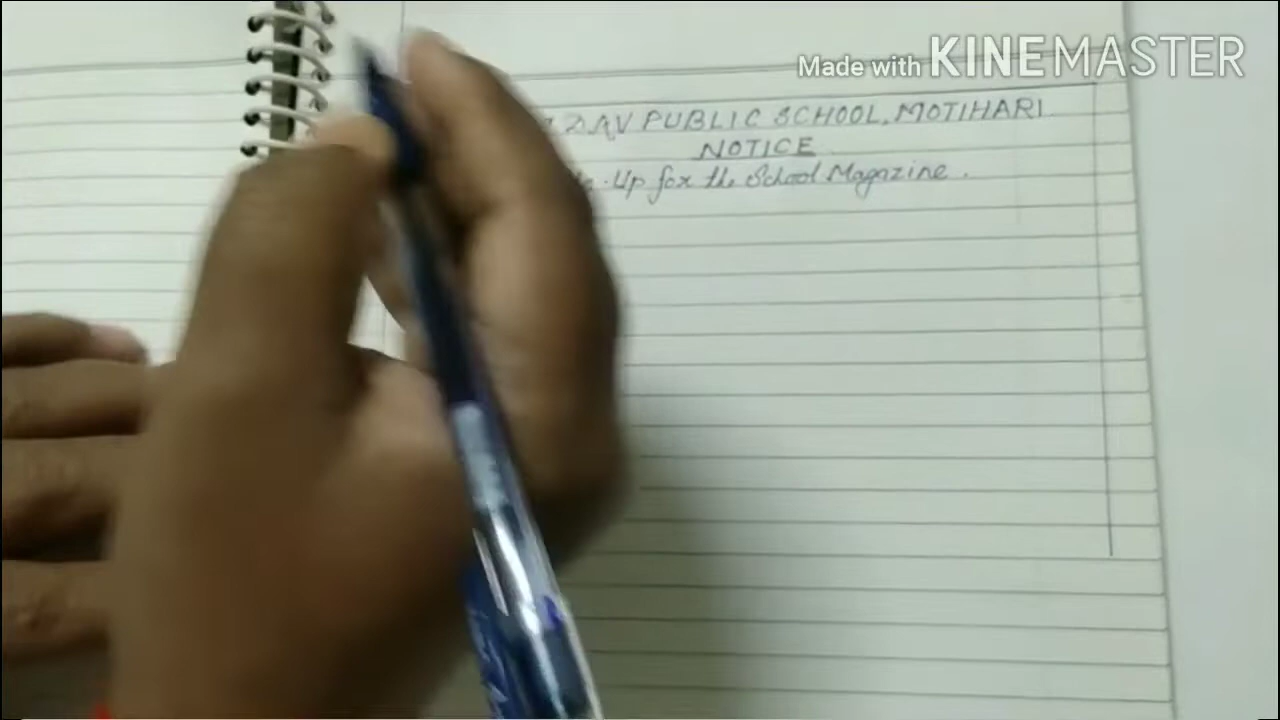 Made with KINEMASTER
DAV PUBLIC SCHOOL, MOTIHARI
NOTICE
Up for the School Magazine.